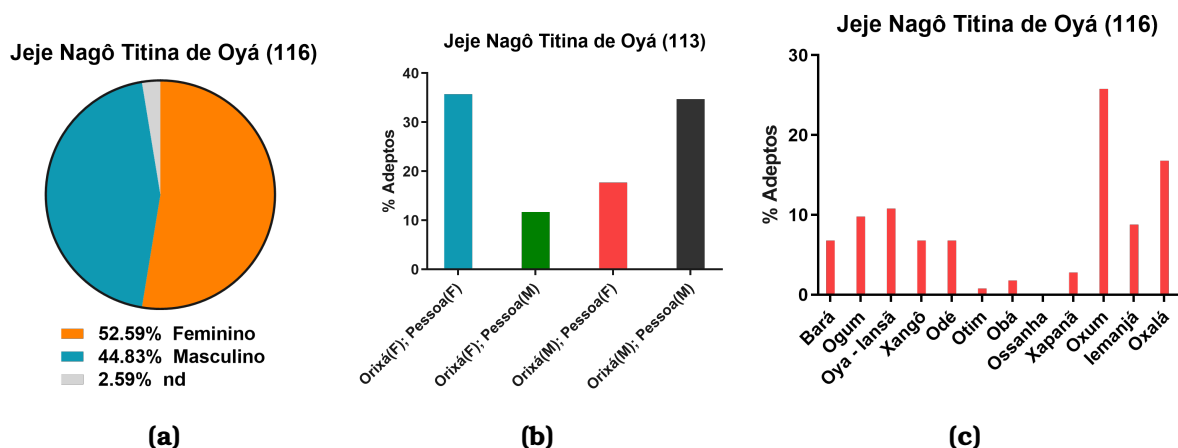 Jeje Nagô Titina de Oyá (116)
52.59% Feminino
44.83% Masculino
2.59% nd
(a)
Jeje Nagô Titina de Oyá (113)
% Adeptos
40
30
20
10
0
Orixá(F); Pessoa(F)
Orixá(F); Pessoa(M)
Orixá(M); Pessoa(F)
Orixá(M); Pessoa(M)
(b)
Jeje Nagô Titina de Oyá (116)
% Adeptos
30
20
10
0
Bará
Ogum
Oya - Iansã
Xangô
Odé
Otim
Obá
Ossanha
Xapanã
Oxum
Iemanjá
Oxalá
(c)